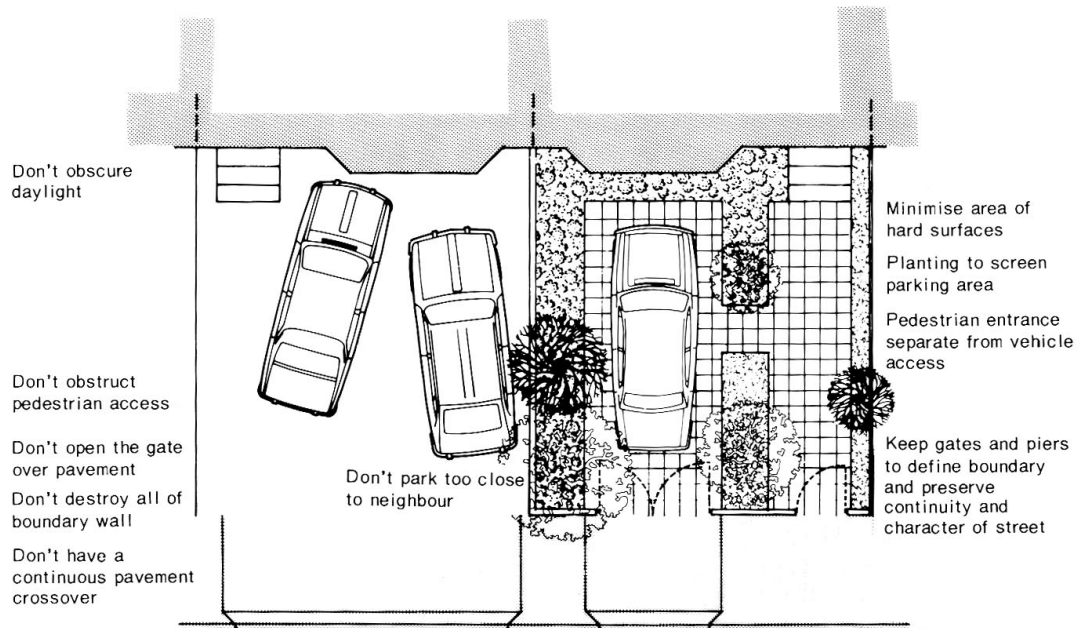 Don't obscure
daylight
Don't obstruct
pedestrian access
Don't open the gate
over pavement
Don't destroy all of
boundary wall
Don't have a
continuous pavement
crossover
Don't park too close
to neighbour
Minimise area of
hard surfaces
Planting to screen
parking area
Pedestrian entrance
separate from vehicle
access
Keep gates and piers
to define boundary
and preserve
continuity and
character of street